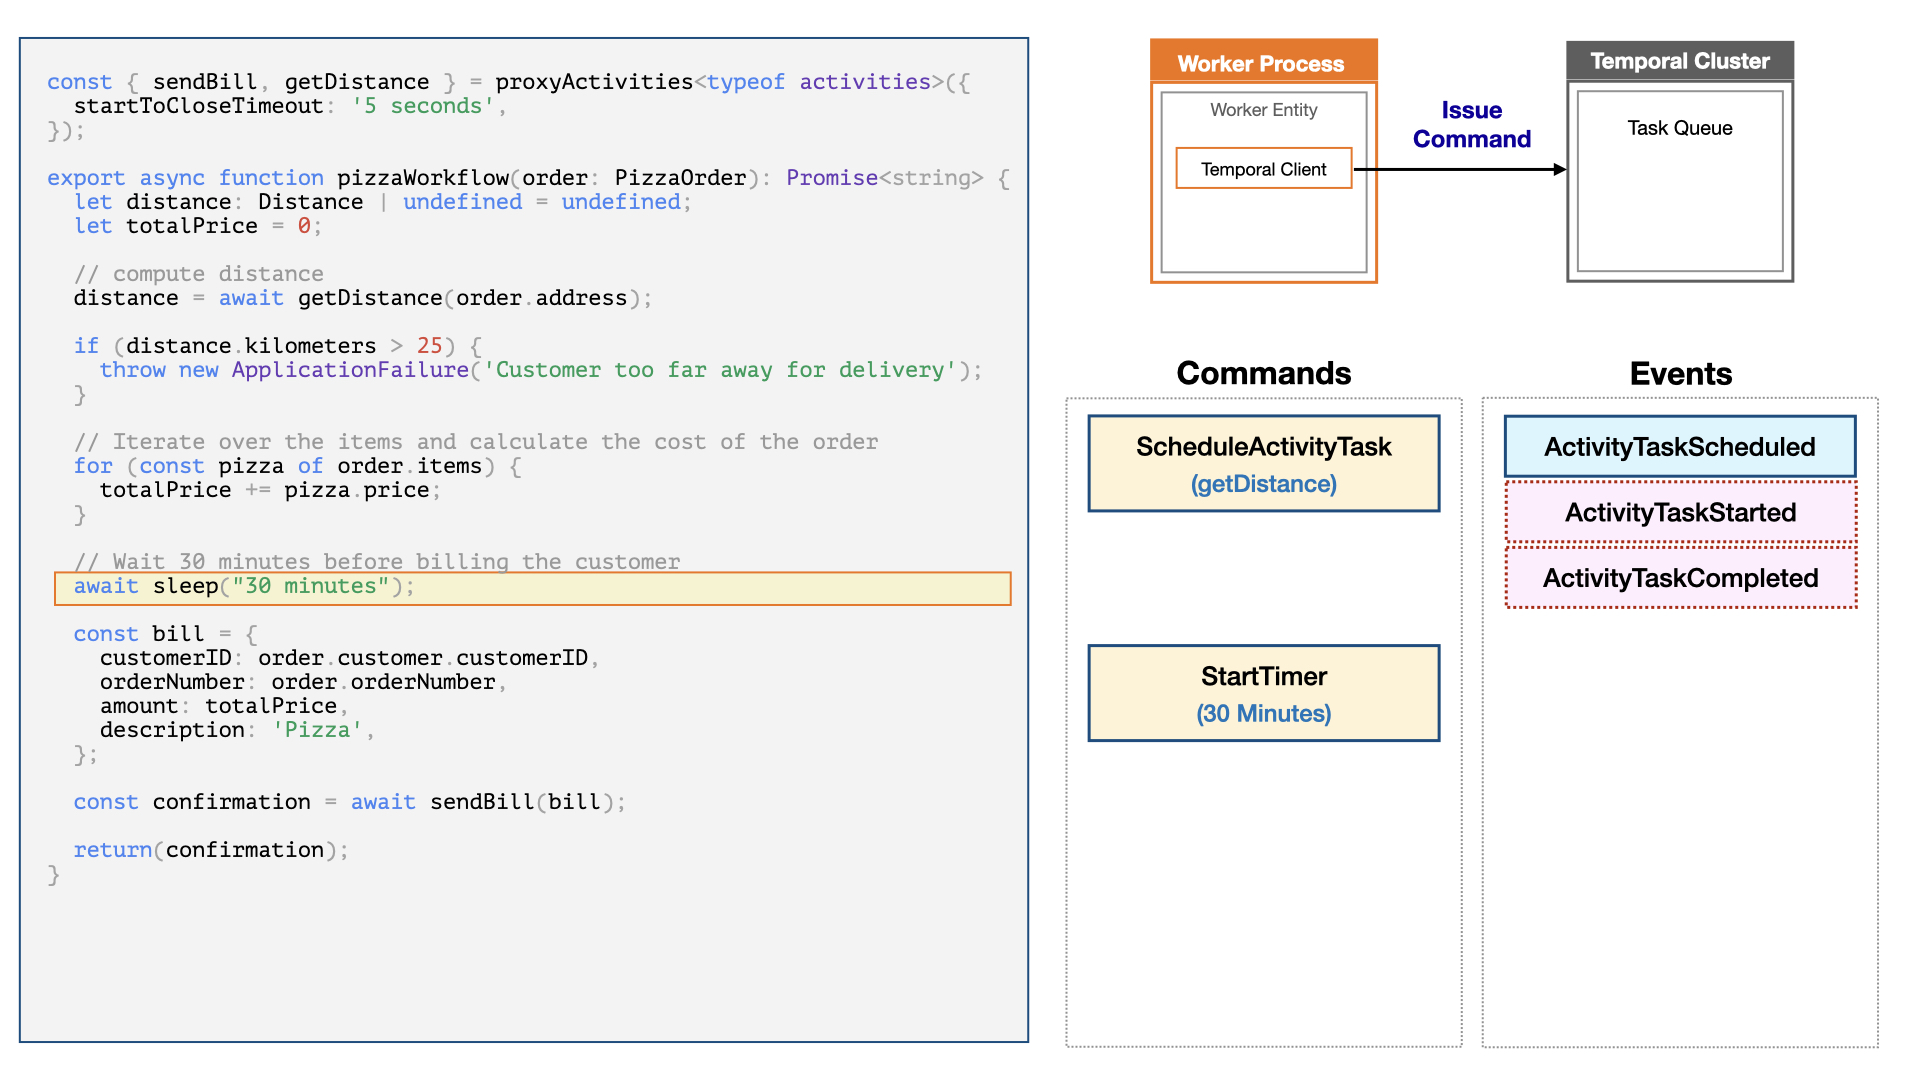 const { sendBill, getDistance } = proxyActivities<typeof activities>({
  startToCloseTimeout: '5 seconds',
});

export async function pizzaWorkflow(order: PizzaOrder): Promise<string> {
  let distance: Distance | undefined = undefined;
  let totalPrice = 0;

  // compute distance
  distance = await getDistance(order.address);

  if (distance.kilometers > 25) {
    throw new ApplicationFailure('Customer too far away for delivery');
  }

  // Iterate over the items and calculate the cost of the order
  for (const pizza of order.items) {
    totalPrice += pizza.price;
  }

  // Wait 30 minutes before billing the customer
  await sleep("30 minutes");

  const bill = {
    customerID: order.customer.customerID,
    orderNumber: order.orderNumber,
    amount: totalPrice,
    description: 'Pizza',
  };

  const confirmation = await sendBill(bill);

  return(confirmation);
}
Worker Process
Worker Entity
Temporal Client
Issue
Command
Temporal Cluster
Task Queue
Commands
ScheduleActivityTask
(getDistance)
StartTimer
(30 Minutes)
Events
ActivityTaskScheduled
ActivityTaskStarted
ActivityTaskCompleted